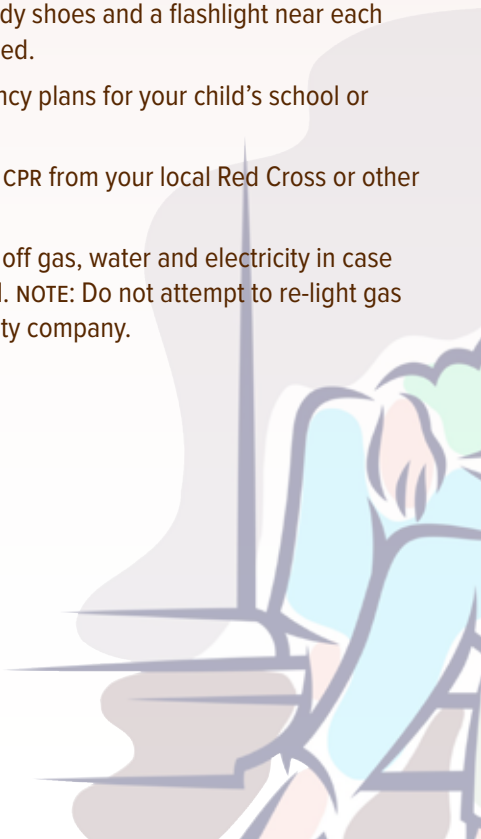 dy shoes and a flashlight near each
ed.
ncy plans for your child's school or
CPR from your local Red Cross or other
off gas, water and electricity in case
. NOTE: Do not attempt to re-light gas
ty company.